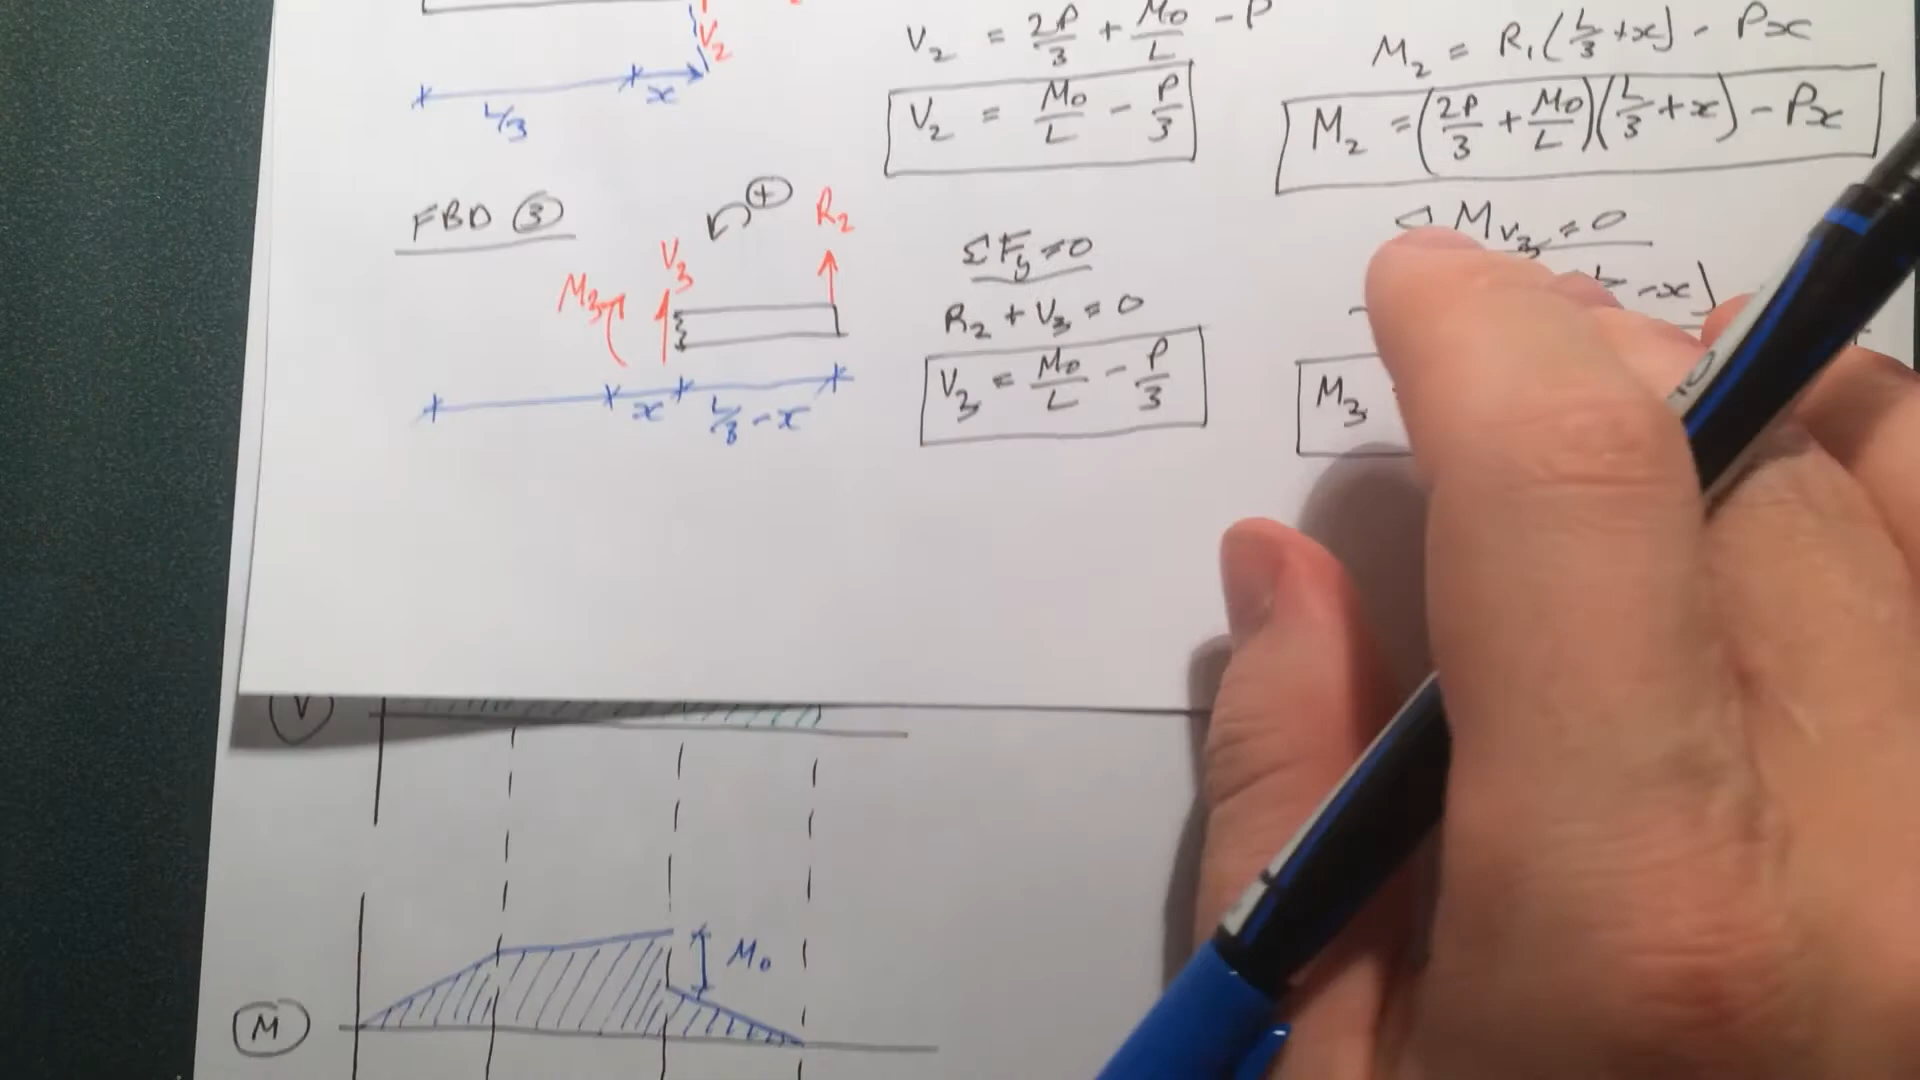 V₂
L/3
x
V₂ = 2P/3 + M₀/L - P
V₂ = M₀/L - P/3
M₂ = R₁(L/3 + x) - Px
M₂ = (2P/3 + M₀/L)(L/3 + x) - Px
FBD ③
+
R₂
V₃
M₃
x
L/3 - x
ΣFy = 0
R₂ + V₃ = 0
V₃ = M₀/L - P/3
MV₃ = 0
-x)
M₃
V
M₀
M